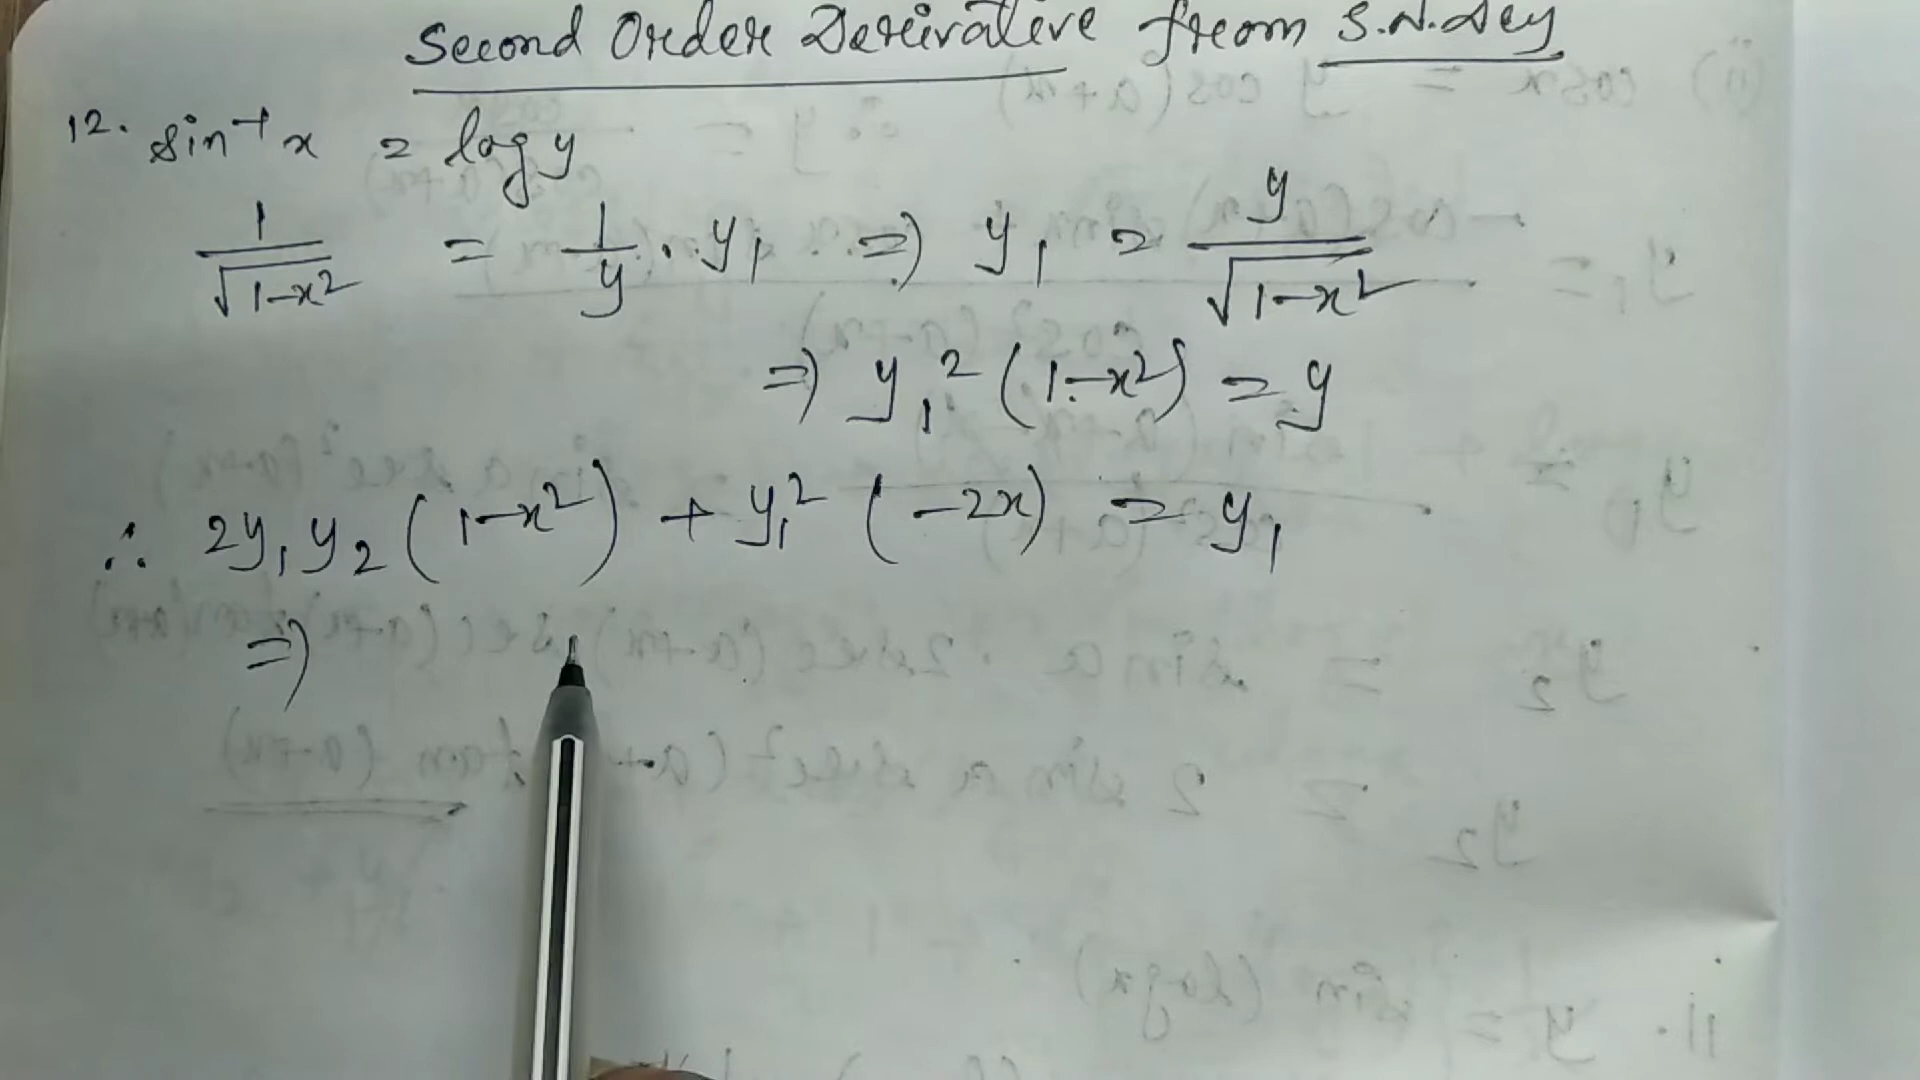 Second Order Derivative from S.N.Dey
12. sin⁻¹ x = log y
1/√(1-x²) = 1/y · y₁ ⇒ y₁ = y/√(1-x²)
⇒ y₁² (1-x²) = y
∴ 2y₁y₂ (1-x²) + y₁² (-2x) = y₁
⇒